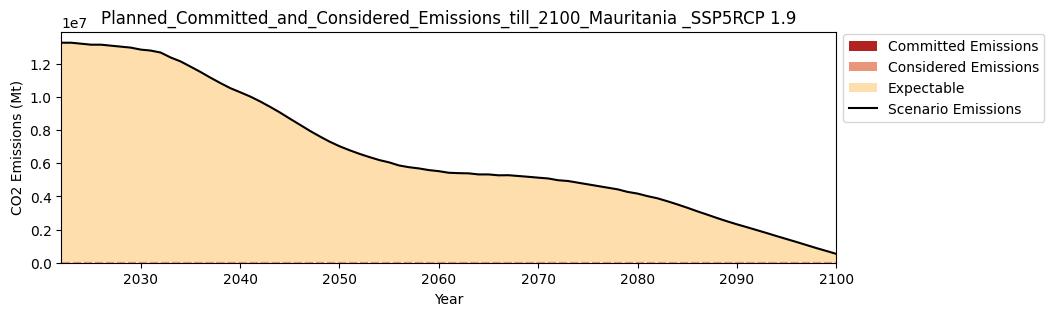 Planned_Committed_and_Considered_Emissions_till_2100_Mauritania _SSP5RCP 1.9
1e7
Committed Emissions
Considered Emissions
Expectable
Scenario Emissions
CO2 Emissions (Mt)
1.2
1.0
0.8
0.6
0.4
0.2
0.0
2030 2040 2050 2060 2070 2080 2090 2100
Year